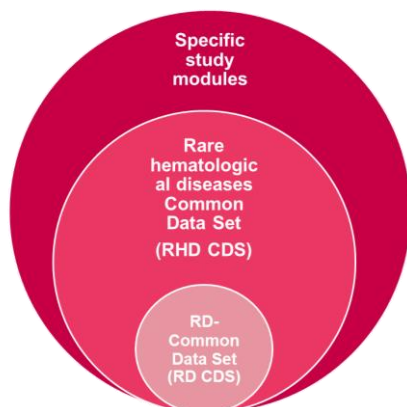 Specific
study
modules
Rare
hematologic
al diseases
Common
Data Set
(RHD CDS)
RD-
Common
Data Set
(RD CDS)